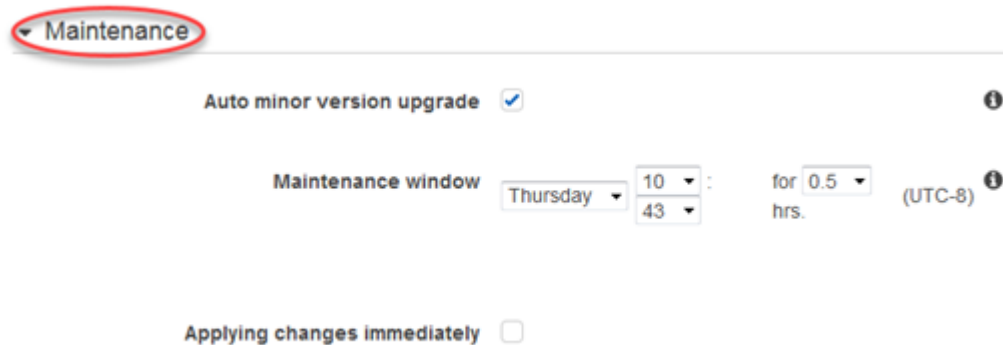 Maintenance
Auto minor version upgrade
Maintenance window Thursday 10 : 43 for 0.5 hrs. (UTC-8)
Applying changes immediately